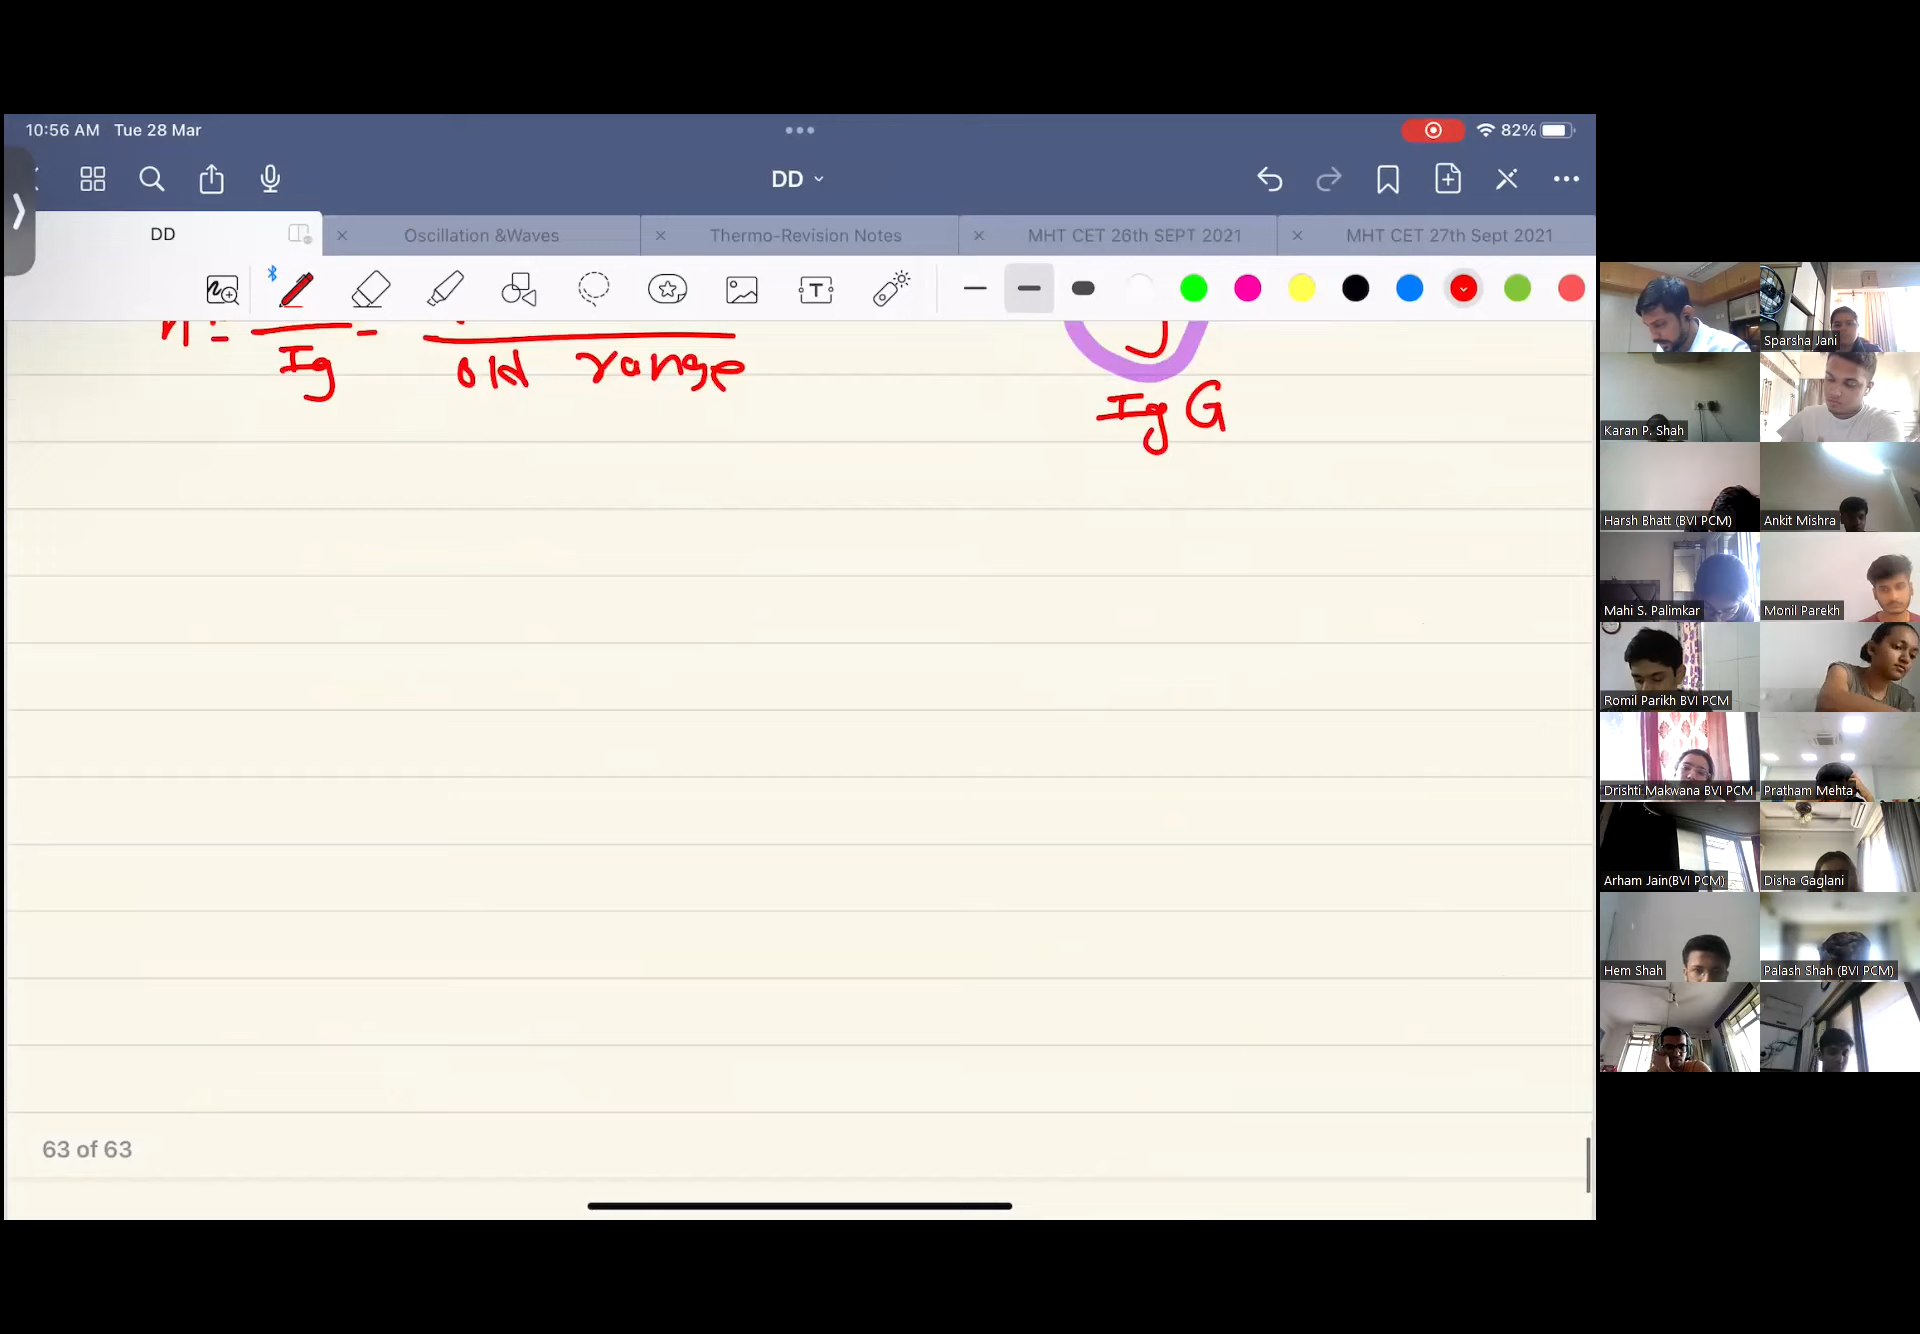 10:56 AM Tue 28 Mar
82%
DD
DD
Oscillation &Waves
Thermo-Revision Notes
MHT CET 26th SEPT 2021
MHT CET 27th Sept 2021
T
n =
Ig
=
old range
Ig G
63 of 63
Sparsha Jani
Karan P. Shah
Harsh Bhatt (BVI PCM)
Ankit Mishra
Mahi S. Palimkar
Monil Parekh
Romil Parikh BVI PCM
Drishti Makwana BVI PCM
Pratham Mehta
Arham Jain(BVI PCM)
Disha Gaglani
Hem Shah
Palash Shah (BVI PCM)